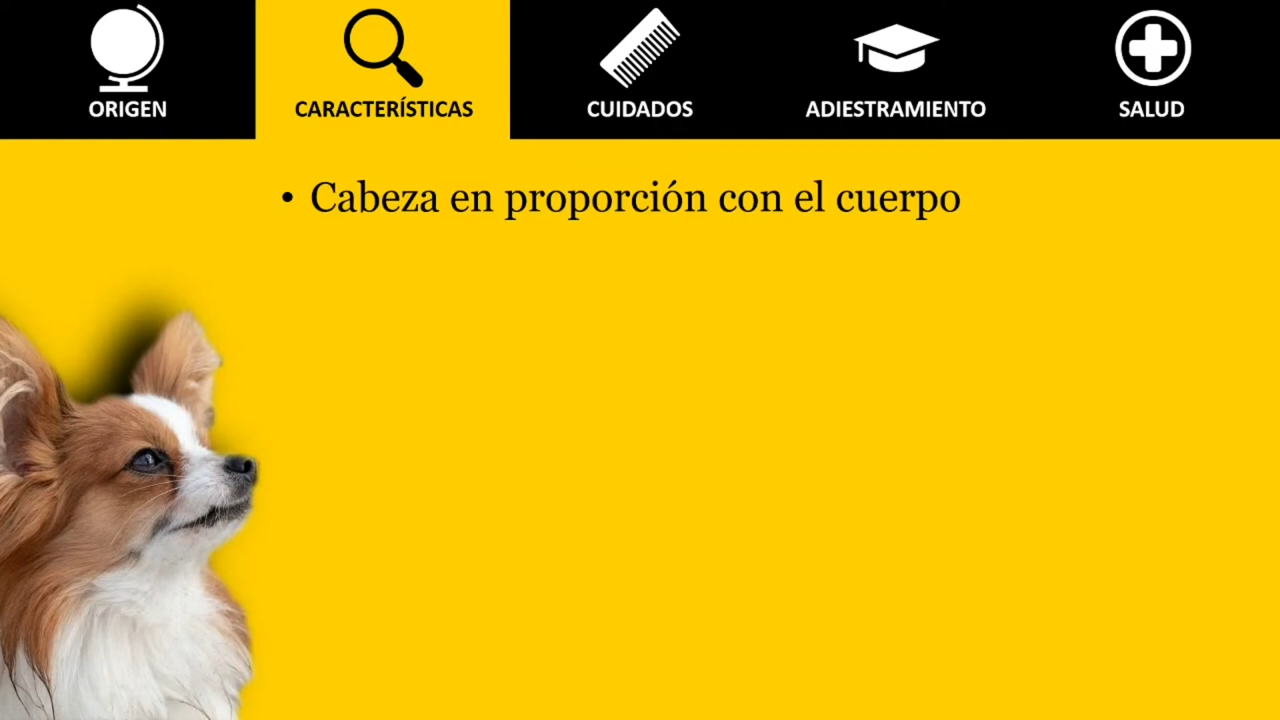 ORIGEN
CARACTERÍSTICAS
CUIDADOS
ADIESTRAMIENTO
SALUD
• Cabeza en proporción con el cuerpo